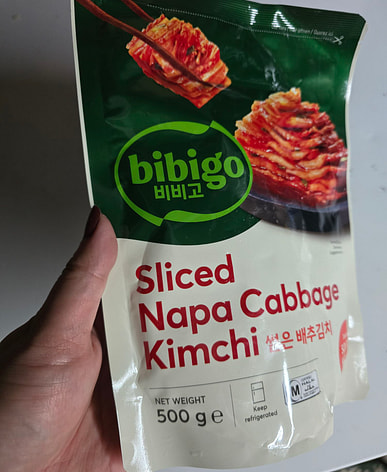 bibigo
비비고
Sliced
Napa Cabbage
Kimchi 썰은 배추김치
NET WEIGHT
500 g e
Keep
refrigerated
M